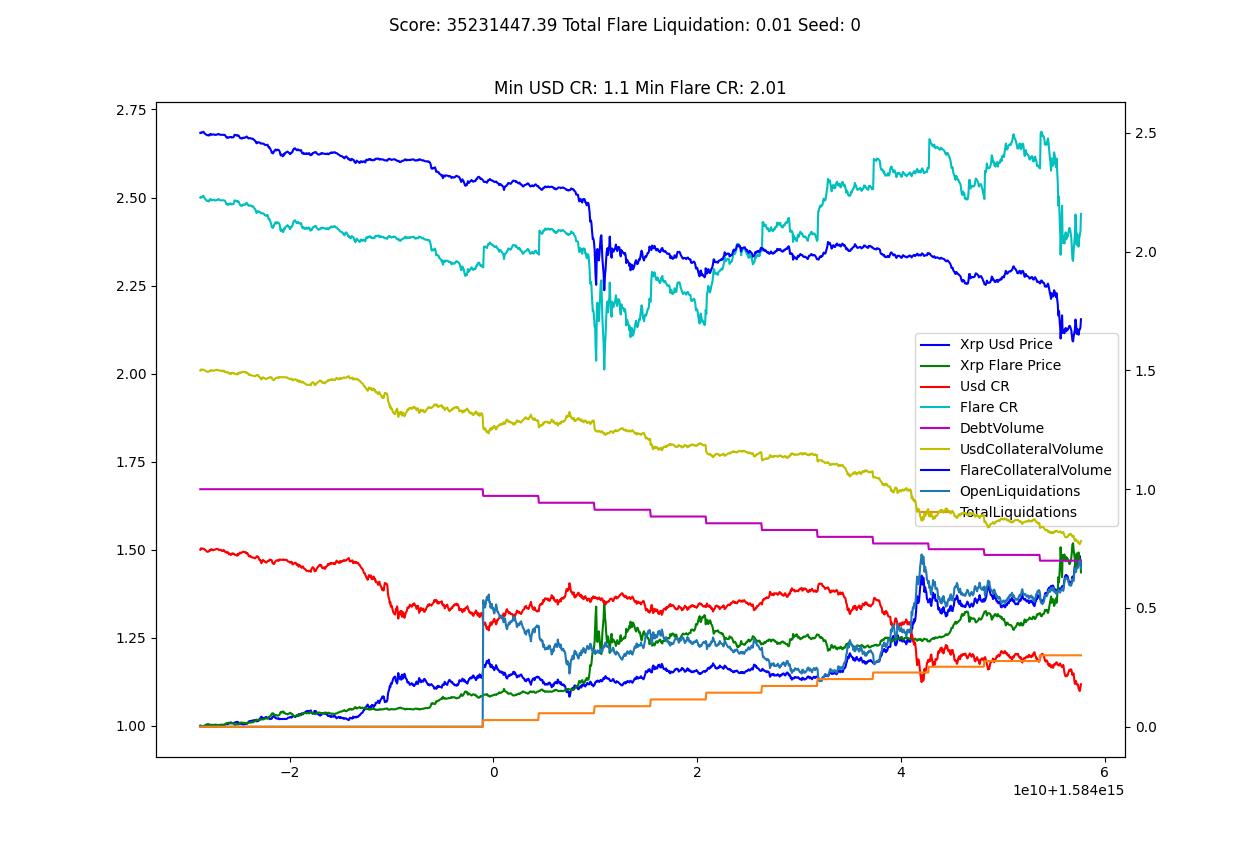 Score: 35231447.39 Total Flare Liquidation: 0.01 Seed: 0
Min USD CR: 1.1 Min Flare CR: 2.01
2.75
2.50
2.25
2.00
1.75
1.50
1.25
1.00
2.5
2.0
1.5
1.0
0.5
0.0
Xrp Usd Price
Xrp Flare Price
Usd CR
Flare CR
DebtVolume
UsdCollateralVolume
FlareCollateralVolume
OpenLiquidations
TotalLiquidations
−2 0 2 4 6
1e10+1.584e15